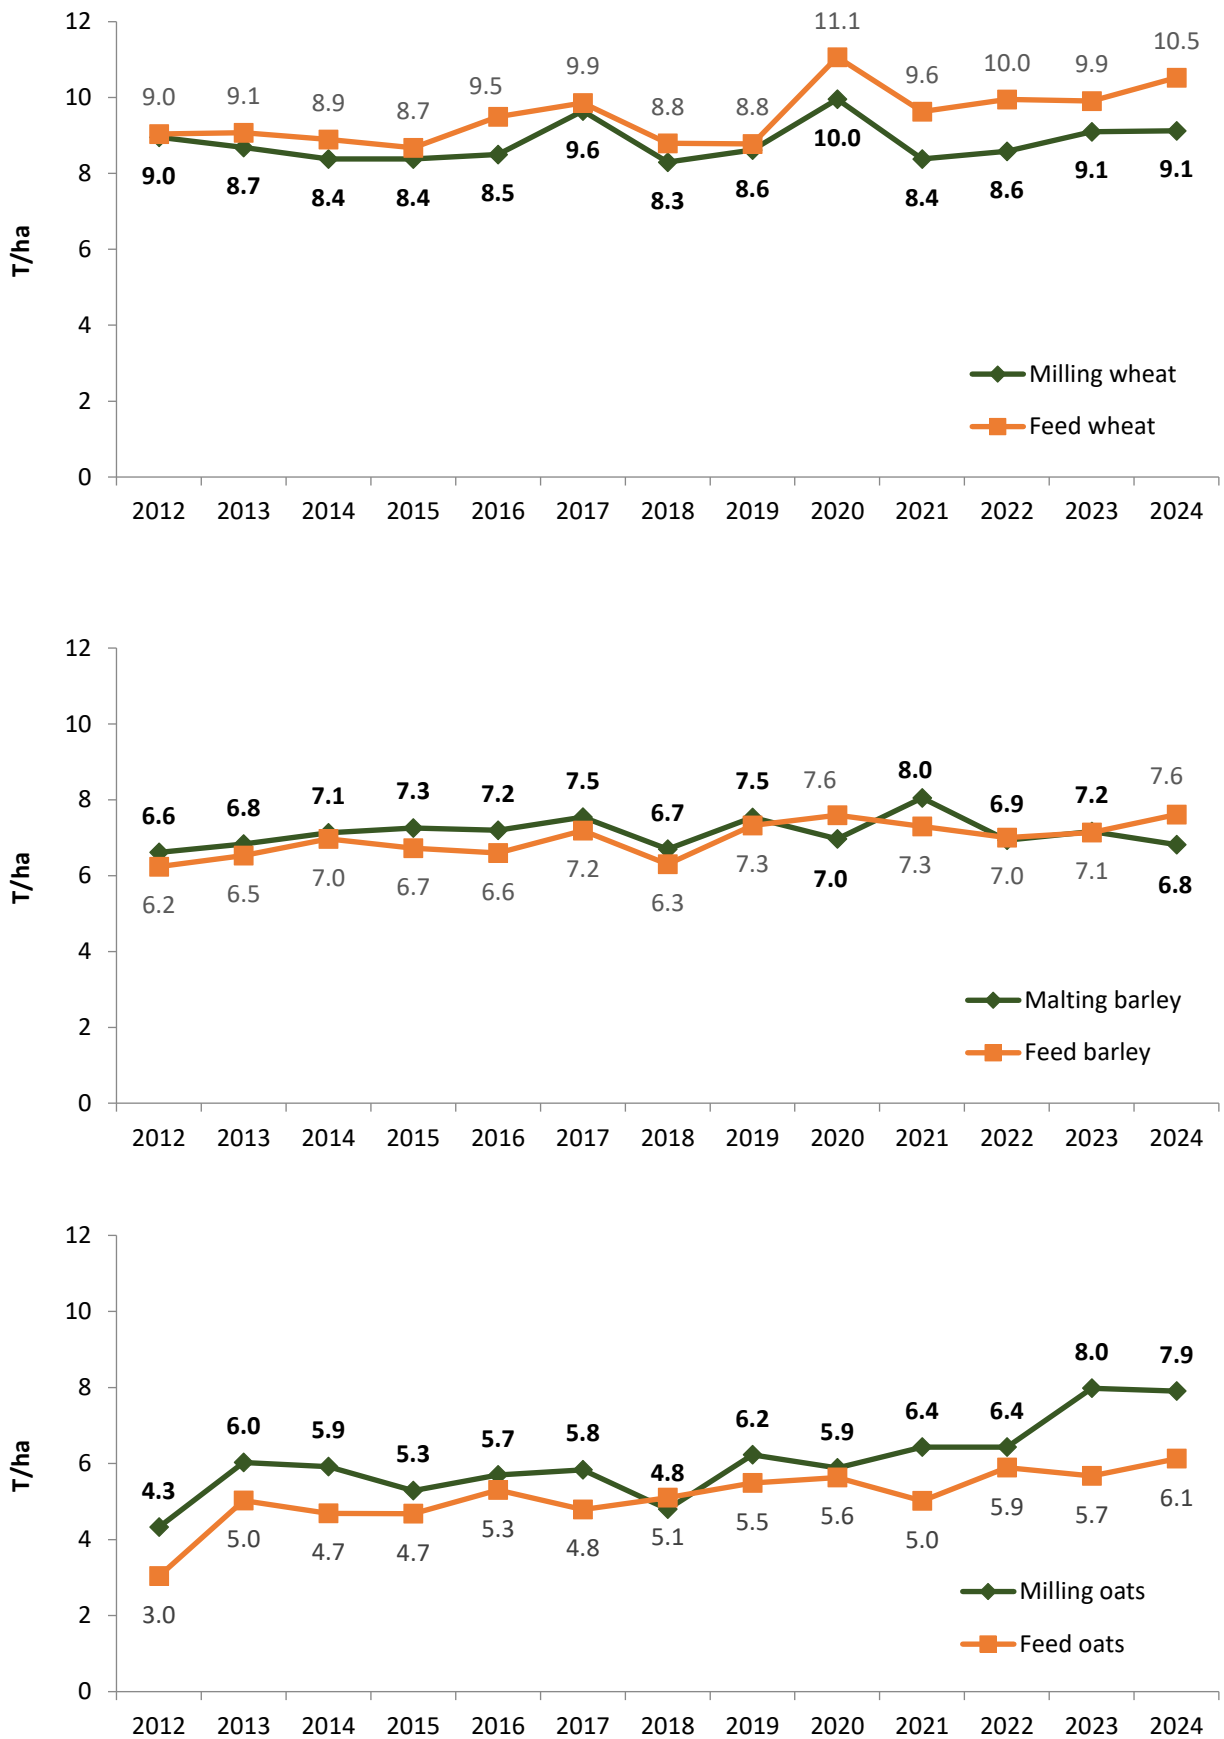 12
10
8
6
4
2
0
T/ha
9.0 9.1 8.9 8.7 9.5 9.9 8.8 8.8 11.1 9.6 10.0 9.9 10.5
9.0 8.7 8.4 8.4 8.5 9.6 8.3 8.6 10.0 8.4 8.6 9.1 9.1
Milling wheat
Feed wheat
2012 2013 2014 2015 2016 2017 2018 2019 2020 2021 2022 2023 2024
12
10
8
6
4
2
0
T/ha
6.6 6.8 7.1 7.3 7.2 7.5 6.7 7.5 7.6 8.0 6.9 7.2 7.6
6.2 6.5 7.0 6.7 6.6 7.2 6.3 7.3 7.0 7.3 7.0 7.1 6.8
Malting barley
Feed barley
2012 2013 2014 2015 2016 2017 2018 2019 2020 2021 2022 2023 2024
12
10
8
6
4
2
0
T/ha
4.3 6.0 5.9 5.3 5.7 5.8 4.8 6.2 5.9 6.4 6.4 8.0 7.9
3.0 5.0 4.7 4.7 5.3 4.8 5.1 5.5 5.6 5.0 5.9 5.7 6.1
Milling oats
Feed oats
2012 2013 2014 2015 2016 2017 2018 2019 2020 2021 2022 2023 2024